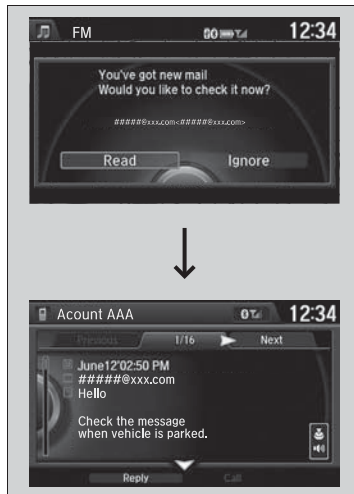 FM 12:34
You've got new mail
Would you like to check it now?
#####@xxx.com<#####@xxx.com>
Read Ignore
Acount AAA 12:34
Previous 1/16 Next
June12'02:50 PM
#####@xxx.com
Hello
Check the message
when vehicle is parked.
Reply Call